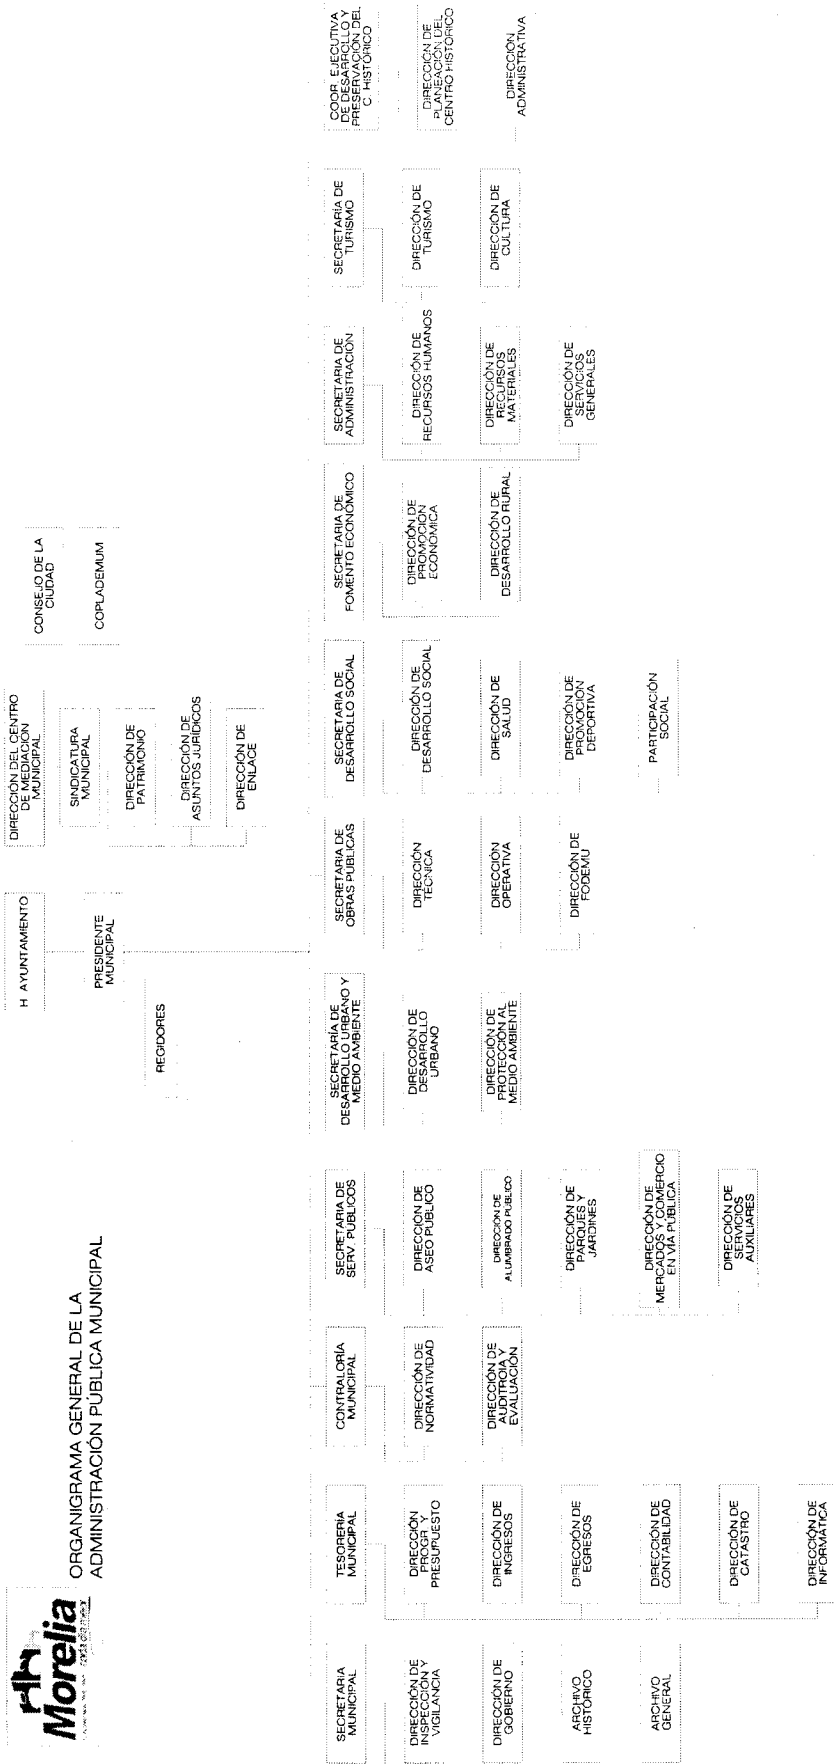 Morelia
ORGANIGRAMA GENERAL DE LA
ADMINISTRACIÓN PÚBLICA MUNICIPAL
H. AYUNTAMIENTO
PRESIDENTE
MUNICIPAL
REGIDORES
DIRECCIÓN DEL CENTRO
DE MEDIACIÓN
MUNICIPAL
SINDICATURA
MUNICIPAL
DIRECCIÓN DE
PATRIMONIO
DIRECCIÓN DE
ASUNTOS JURÍDICOS
DIRECCIÓN DE
ENLACE
CONSEJO DE LA
CIUDAD
COPLADEMUM
SECRETARIA
MUNICIPAL
DIRECCIÓN DE
INSPECCIÓN Y
VIGILANCIA
DIRECCIÓN DE
GOBIERNO
ARCHIVO
HISTÓRICO
ARCHIVO
GENERAL
TESORERIA
MUNICIPAL
DIRECCIÓN
PROGR. Y
PRESUPUESTO
DIRECCIÓN DE
INGRESOS
DIRECCIÓN DE
EGRESOS
DIRECCIÓN DE
CONTABILIDAD
DIRECCIÓN DE
CATASTRO
DIRECCIÓN DE
INFORMÁTICA
CONTRALORÍA
MUNICIPAL
DIRECCIÓN DE
NORMATIVIDAD
DIRECCIÓN DE
AUDITROIA Y
EVALUACIÓN
SECRETARIA DE
SERV. PÚBLICOS
DIRECCIÓN DE
ASEO PÚBLICO
DIRECCIÓN DE
ALUMBRADO PÚBLICO
DIRECCIÓN DE
PARQUES Y
JARDINES
DIRECCIÓN DE
MERCADOS Y COMERCIO
EN VÍA PÚBLICA
DIRECCIÓN DE
SERVICIOS
AUXILIARES
SECRETARÍA DE
DESARROLLO URBANO Y
MEDIO AMBIENTE
DIRECCIÓN DE
DESARROLLO
URBANO
DIRECCIÓN DE
PROTECCIÓN AL
MEDIO AMBIENTE
SECRETARIA DE
OBRAS PÚBLICAS
DIRECCIÓN
TÉCNICA
DIRECCIÓN
OPERATIVA
DIRECCIÓN DE
FODEMU
SECRETARIA DE
DESARROLLO SOCIAL
DIRECCIÓN DE
DESARROLLO SOCIAL
DIRECCIÓN DE
SALUD
DIRECCIÓN DE
PROMOCIÓN
DEPORTIVA
PARTICIPACIÓN
SOCIAL
SECRETARIA DE
FOMENTO ECONÓMICO
DIRECCIÓN DE
PROMOCIÓN
ECONÓMICA
DIRECCIÓN DE
DESARROLLO RURAL
SECRETARIA DE
ADMINISTRACIÓN
DIRECCIÓN DE
RECURSOS HUMANOS
DIRECCIÓN DE
RECURSOS
MATERIALES
DIRECCIÓN DE
SERVICIOS
GENERALES
SECRETARÍA DE
TURISMO
DIRECCIÓN DE
TURISMO
DIRECCIÓN DE
CULTURA
COOR. EJECUTIVA
DE DESARROLLO Y
PRESERVACIÓN DEL
C. HISTÓRICO
DIRECCIÓN DE
PLANEACIÓN DEL
CENTRO HISTÓRICO
DIRECCIÓN
ADMINISTRATIVA